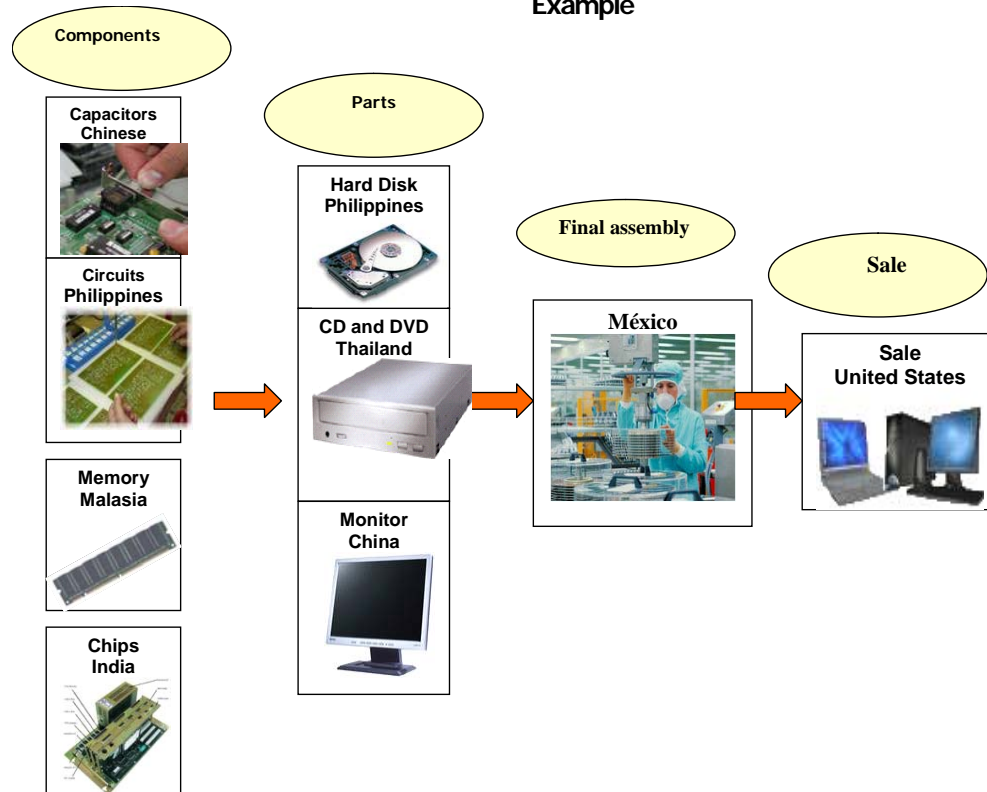 Example
Components
Capacitors
Chinese
Circuits
Philippines
Memory
Malasia
Chips
India
Parts
Hard Disk
Philippines
CD and DVD
Thailand
Monitor
China
Final assembly
México
Sale
Sale
United States